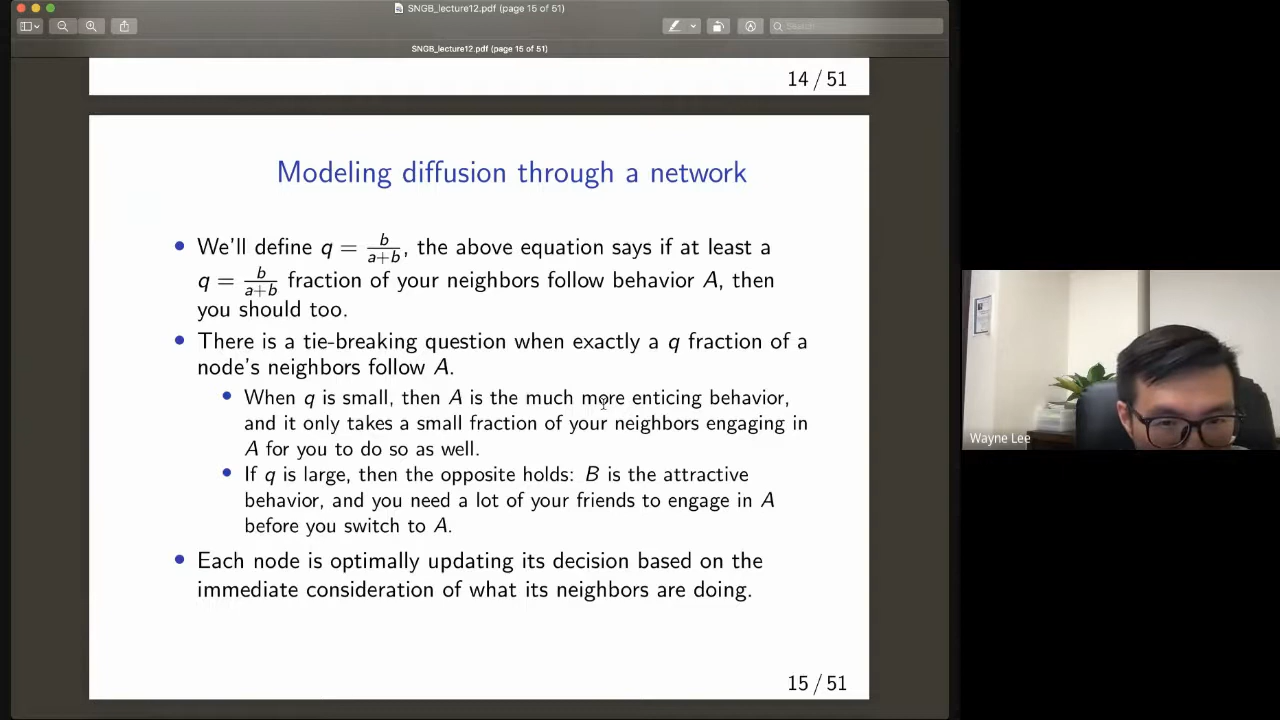 SNGB_lecture12.pdf (page 15 of 51)
Search
SNGB_lecture12.pdf (page 15 of 51)
14 / 51
Modeling diffusion through a network
• We'll define q = b/(a+b), the above equation says if at least a
q = b/(a+b) fraction of your neighbors follow behavior A, then
you should too.
• There is a tie-breaking question when exactly a q fraction of a
node's neighbors follow A.
• When q is small, then A is the much more enticing behavior,
and it only takes a small fraction of your neighbors engaging in
A for you to do so as well.
• If q is large, then the opposite holds: B is the attractive
behavior, and you need a lot of your friends to engage in A
before you switch to A.
• Each node is optimally updating its decision based on the
immediate consideration of what its neighbors are doing.
15 / 51
Wayne Lee